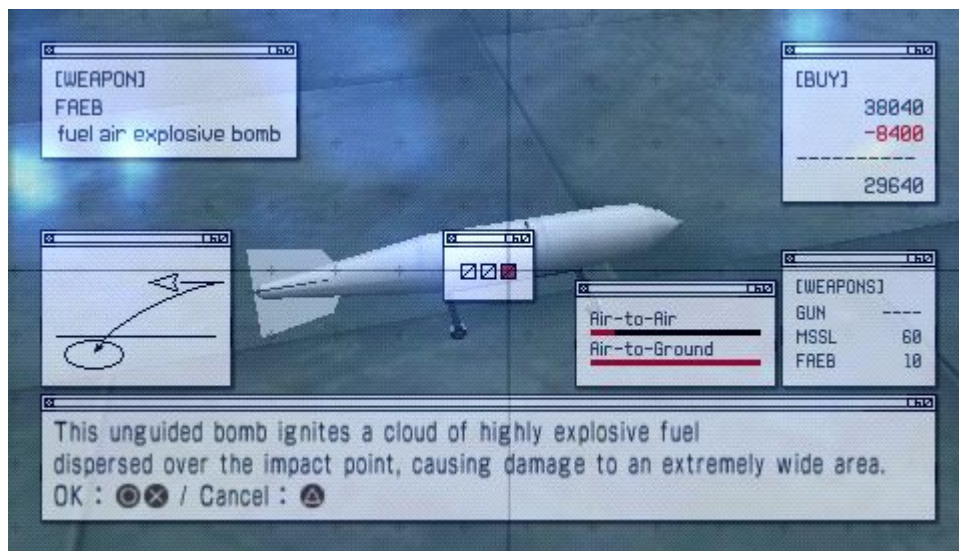 [WEAPON]
FAEB
fuel air explosive bomb
[BUY]
38040
-8400
-----------
29640
Air-to-Air
Air-to-Ground
[WEAPONS]
GUN ----
MSSL 60
FAEB 10
This unguided bomb ignites a cloud of highly explosive fuel
dispersed over the impact point, causing damage to an extremely wide area.
OK : ◎✕ / Cancel : △